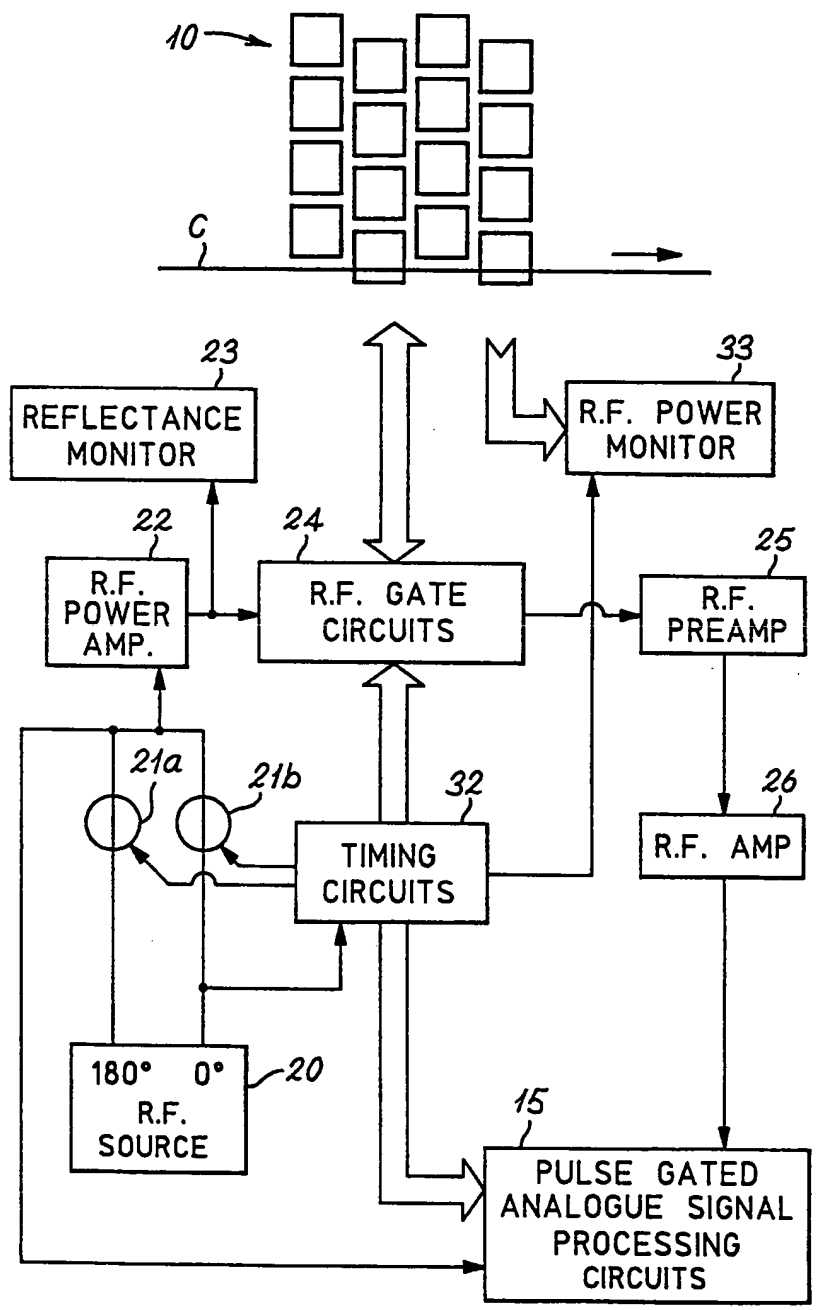 10
C
23
REFLECTANCE
MONITOR
33
R.F. POWER
MONITOR
22
R.F.
POWER
AMP.
24
R.F. GATE
CIRCUITS
25
R.F.
PREAMP
21a
21b
32
TIMING
CIRCUITS
26
R.F. AMP
180° 0°
R.F.
SOURCE
20
15
PULSE GATED
ANALOGUE SIGNAL
PROCESSING
CIRCUITS